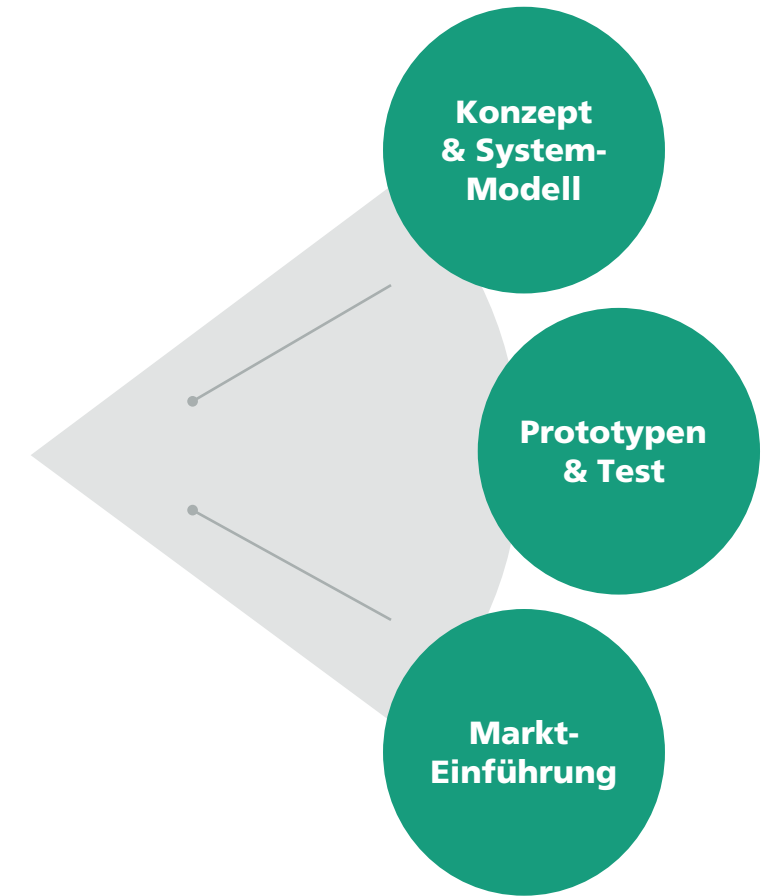 Konzept
& System-
Modell
Prototypen
& Test
Markt-
Einführung